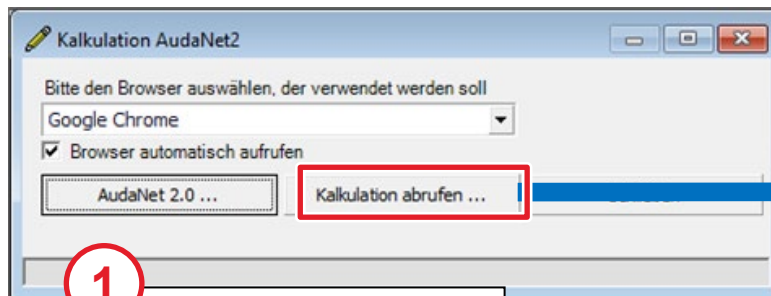 Kalkulation AudaNet2
Bitte den Browser auswählen, der verwendet werden soll
Google Chrome
Browser automatisch aufrufen
AudaNet 2.0 ... Kalkulation abrufen ...
1